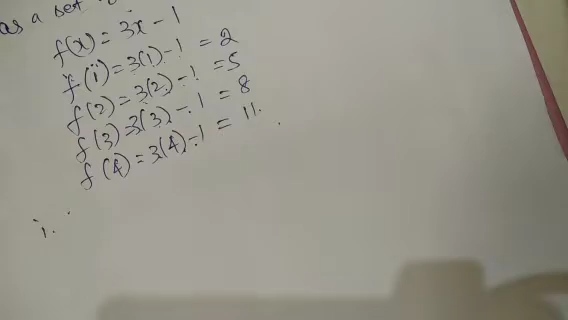 as a set
f(x) = 3x - 1
f(1) = 3(1) - 1 = 2
f(2) = 3(2) - 1 = 5
f(3) = 3(3) - 1 = 8
f(4) = 3(4) - 1 = 11.
i.